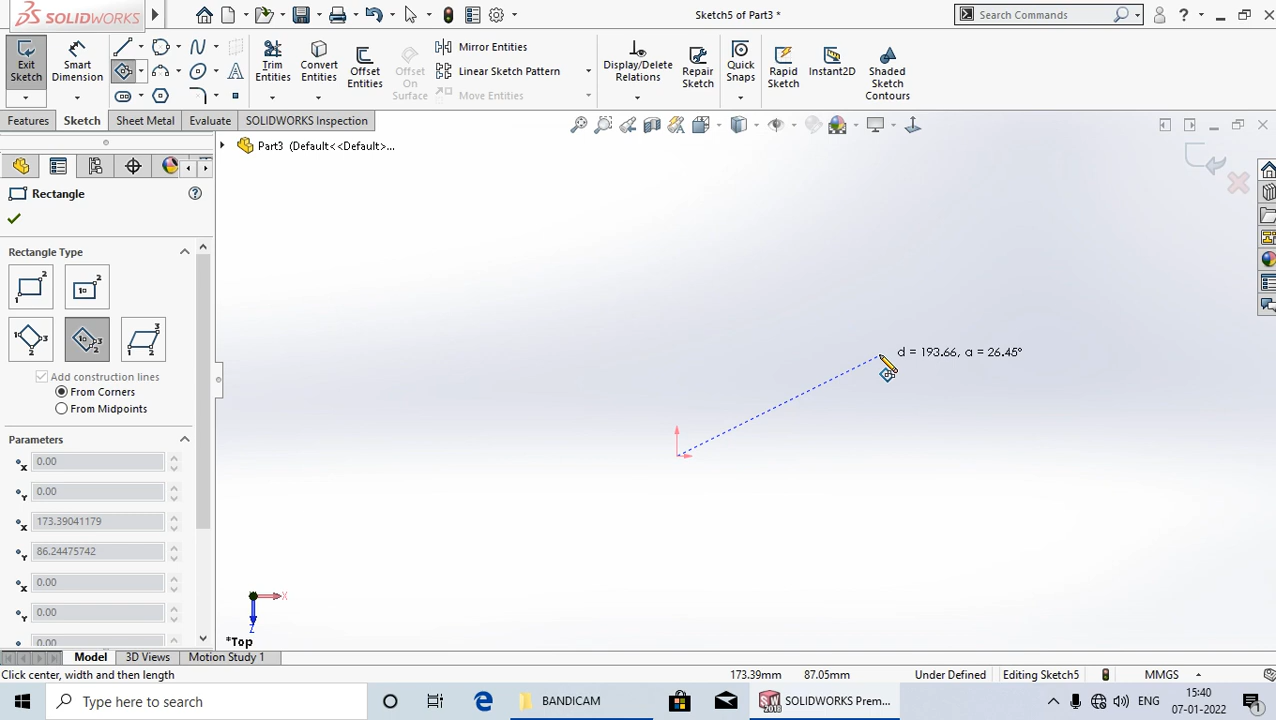 SOLIDWORKS
Sketch5 of Part3 *
Search Commands
?
Exit Sketch
Smart Dimension
Trim Entities
Convert Entities
Offset Entities
Offset On Surface
Mirror Entities
Linear Sketch Pattern
Move Entities
Display/Delete Relations
Repair Sketch
Quick Snaps
Rapid Sketch
Instant2D
Shaded Sketch Contours
Features
Sketch
Sheet Metal
Evaluate
SOLIDWORKS Inspection
Part3 (Default<<Default>...
Rectangle
Rectangle Type
Add construction lines
From Corners
From Midpoints
Parameters
0.00
0.00
173.39041179
86.24475742
0.00
0.00
0.00
d = 193.66, a = 26.45°
X
Z
*Top
Model
3D Views
Motion Study 1
Click center, width and then length
173.39mm
87.05mm
Under Defined
Editing Sketch5
MMGS
Type here to search
BANDICAM
SOLIDWORKS Prem...
ENG
15:40
07-01-2022